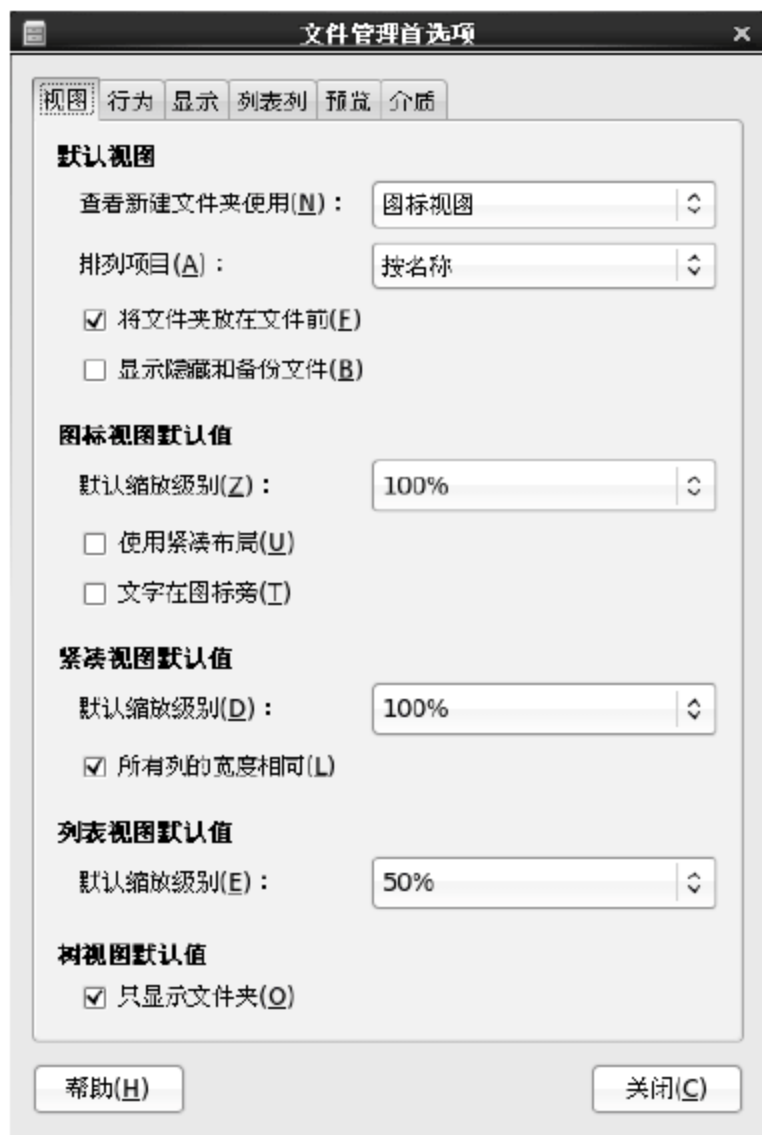 文件管理首选项
视图 行为 显示 列表列 预览 介质
默认视图
查看新建文件夹使用(N)： 图标视图
排列项目(A)： 按名称
将文件夹放在文件前(F)
显示隐藏和备份文件(B)
图标视图默认值
默认缩放级别(Z)： 100%
使用紧凑布局(U)
文字在图标旁(T)
紧凑视图默认值
默认缩放级别(D)： 100%
所有列的宽度相同(L)
列表视图默认值
默认缩放级别(E)： 50%
树视图默认值
只显示文件夹(O)
帮助(H) 关闭(C)